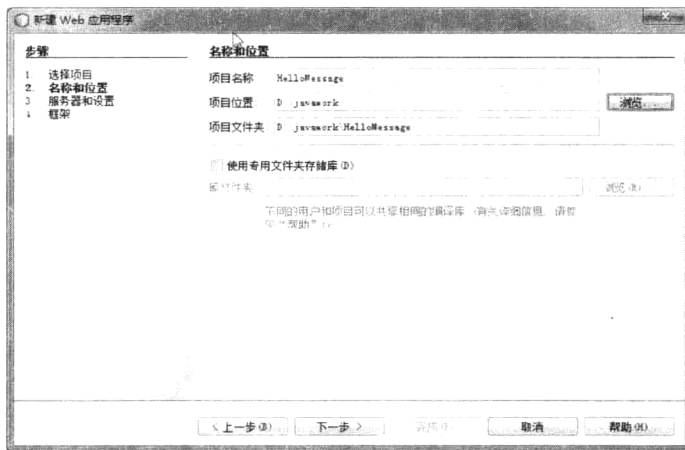 新建 Web 应用程序
步骤
1. 选择项目
2. 名称和位置
3 服务器和设置
4 框架
名称和位置
项目名称 HelloMessage
项目位置 D javawork 浏览...
项目文件夹 D javawork\HelloMessage
使用专用文件夹存储库(D)
库文件夹 浏览(R)
不同的用户和项目可以共享相同的编译库 有关详细信息, 请参
< 上一步(B) 下一步 > 完成(F) 取消 帮助(H)